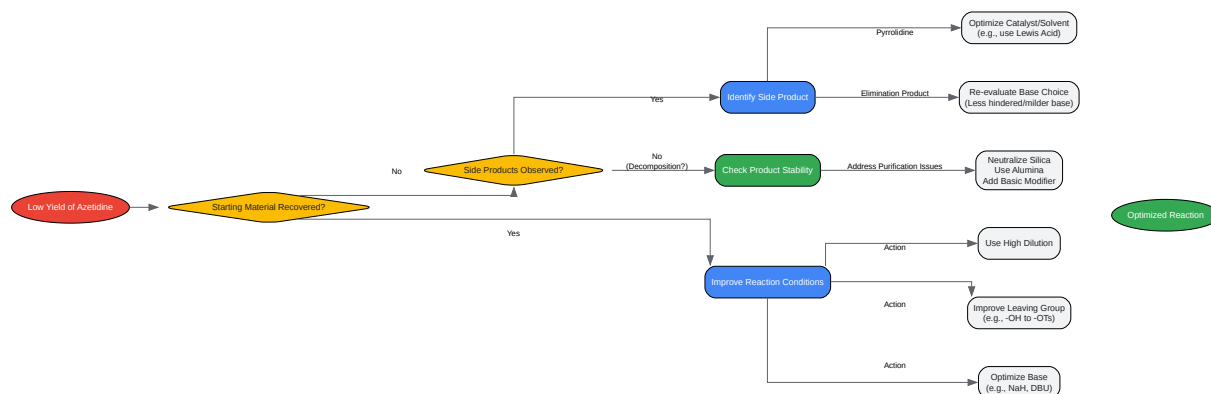 Optimize Catalyst/Solvent
(e.g., use Lewis Acid)
Pyrrolidine
Identify Side Product
Elimination Product
Re-evaluate Base Choice
(Less hindered/milder base)
Yes
No
(Decomposition?)
Side Products Observed?
No
Check Product Stability
Address Purification Issues
Neutralize Silica
Use Alumina
Add Basic Modifier
Low Yield of Azetidine
Starting Material Recovered?
Optimized Reaction
Yes
Action
Use High Dilution
Improve Reaction Conditions
Action
Improve Leaving Group
(e.g., -OH to -OTs)
Action
Optimize Base
(e.g., NaH, DBU)